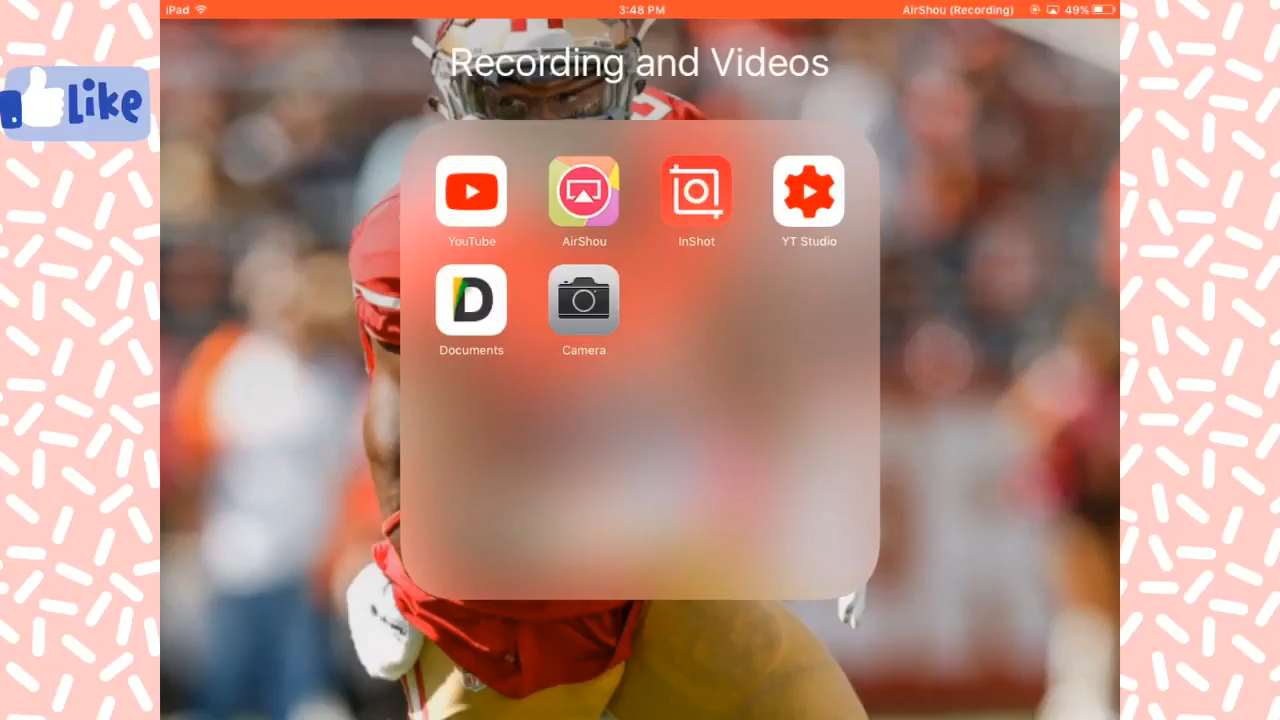 iPad 3:48 PM AirShou (Recording) 49%
Recording and Videos
Like
YouTube AirShou InShot YT Studio
D
Documents Camera